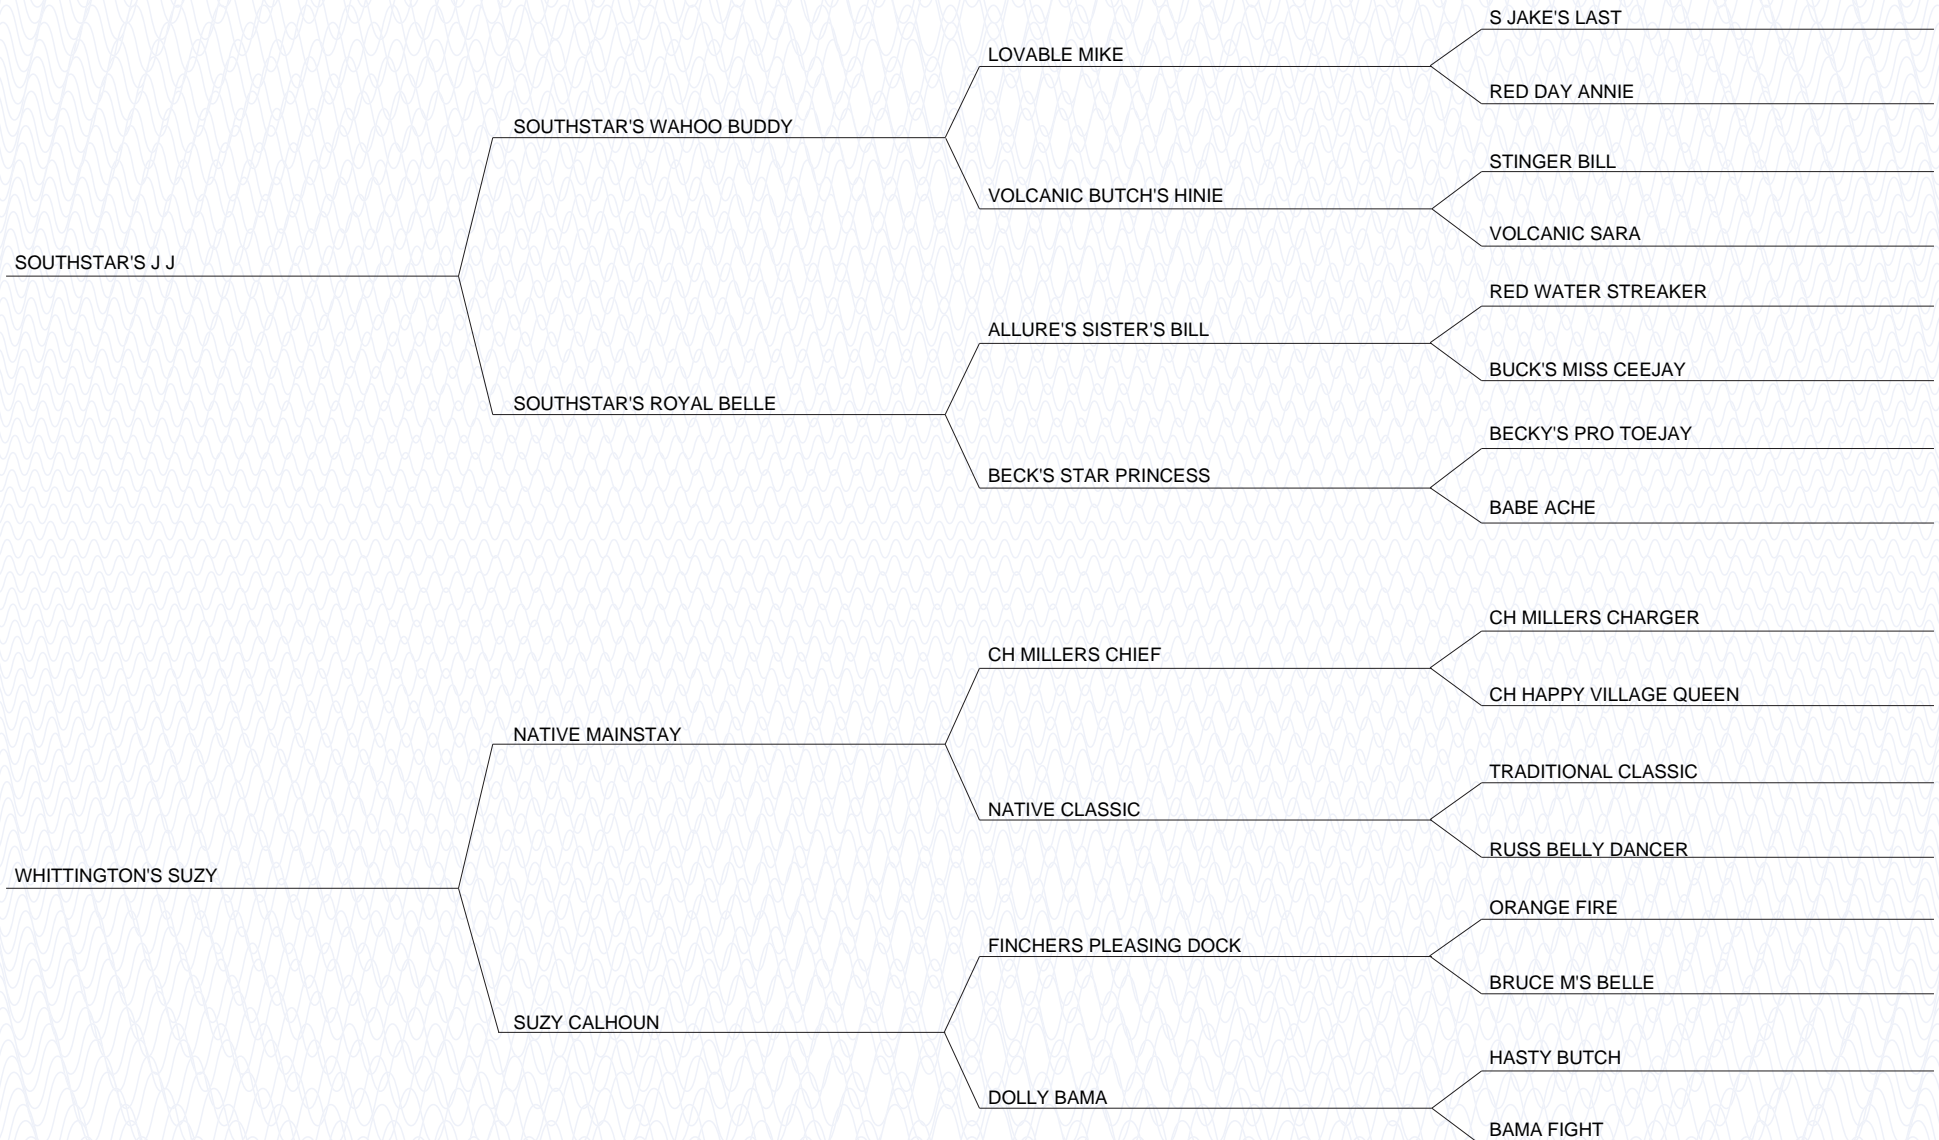 S JAKE'S LAST
LOVABLE MIKE
RED DAY ANNIE
SOUTHSTAR'S WAHOO BUDDY
STINGER BILL
VOLCANIC BUTCH'S HINIE
VOLCANIC SARA
SOUTHSTAR'S J J
RED WATER STREAKER
ALLURE'S SISTER'S BILL
BUCK'S MISS CEEJAY
SOUTHSTAR'S ROYAL BELLE
BECKY'S PRO TOEJAY
BECK'S STAR PRINCESS
BABE ACHE
CH MILLERS CHARGER
CH MILLERS CHIEF
CH HAPPY VILLAGE QUEEN
NATIVE MAINSTAY
TRADITIONAL CLASSIC
NATIVE CLASSIC
RUSS BELLY DANCER
WHITTINGTON'S SUZY
ORANGE FIRE
FINCHERS PLEASING DOCK
BRUCE M'S BELLE
SUZY CALHOUN
HASTY BUTCH
DOLLY BAMA
BAMA FIGHT